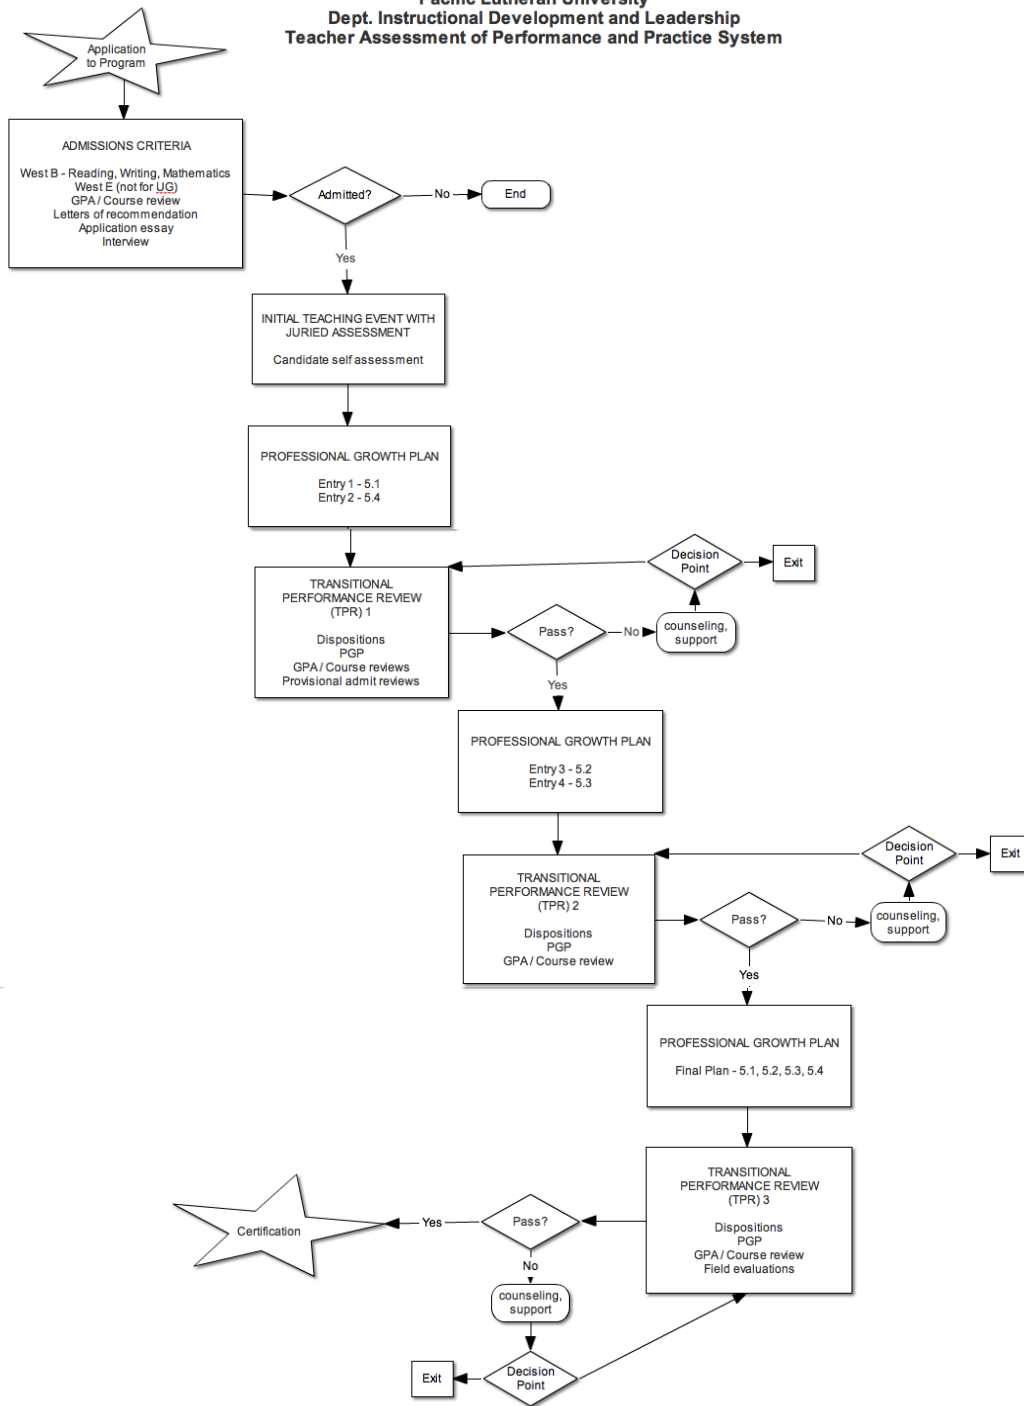 Pacific Lutheran University
Dept. Instructional Development and Leadership
Teacher Assessment of Performance and Practice System
Application
to Program
ADMISSIONS CRITERIA
West B - Reading, Writing, Mathematics
West E (not for UG)
GPA / Course review
Letters of recommendation
Application essay
Interview
Admitted?
No
End
Yes
INITIAL TEACHING EVENT WITH
JURIED ASSESSMENT
Candidate self assessment
PROFESSIONAL GROWTH PLAN
Entry 1 - 5.1
Entry 2 - 5.4
TRANSITIONAL
PERFORMANCE REVIEW
(TPR) 1
Dispositions
PGP
GPA / Course reviews
Provisional admit reviews
Pass?
No
counseling,
support
Decision
Point
Exit
Yes
PROFESSIONAL GROWTH PLAN
Entry 3 - 5.2
Entry 4 - 5.3
TRANSITIONAL
PERFORMANCE REVIEW
(TPR) 2
Dispositions
PGP
GPA / Course review
Pass?
No
counseling,
support
Decision
Point
Exit
Yes
PROFESSIONAL GROWTH PLAN
Final Plan - 5.1, 5.2, 5.3, 5.4
TRANSITIONAL
PERFORMANCE REVIEW
(TPR) 3
Dispositions
PGP
GPA / Course review
Field evaluations
Pass?
Yes
Certification
No
counseling,
support
Decision
Point
Exit